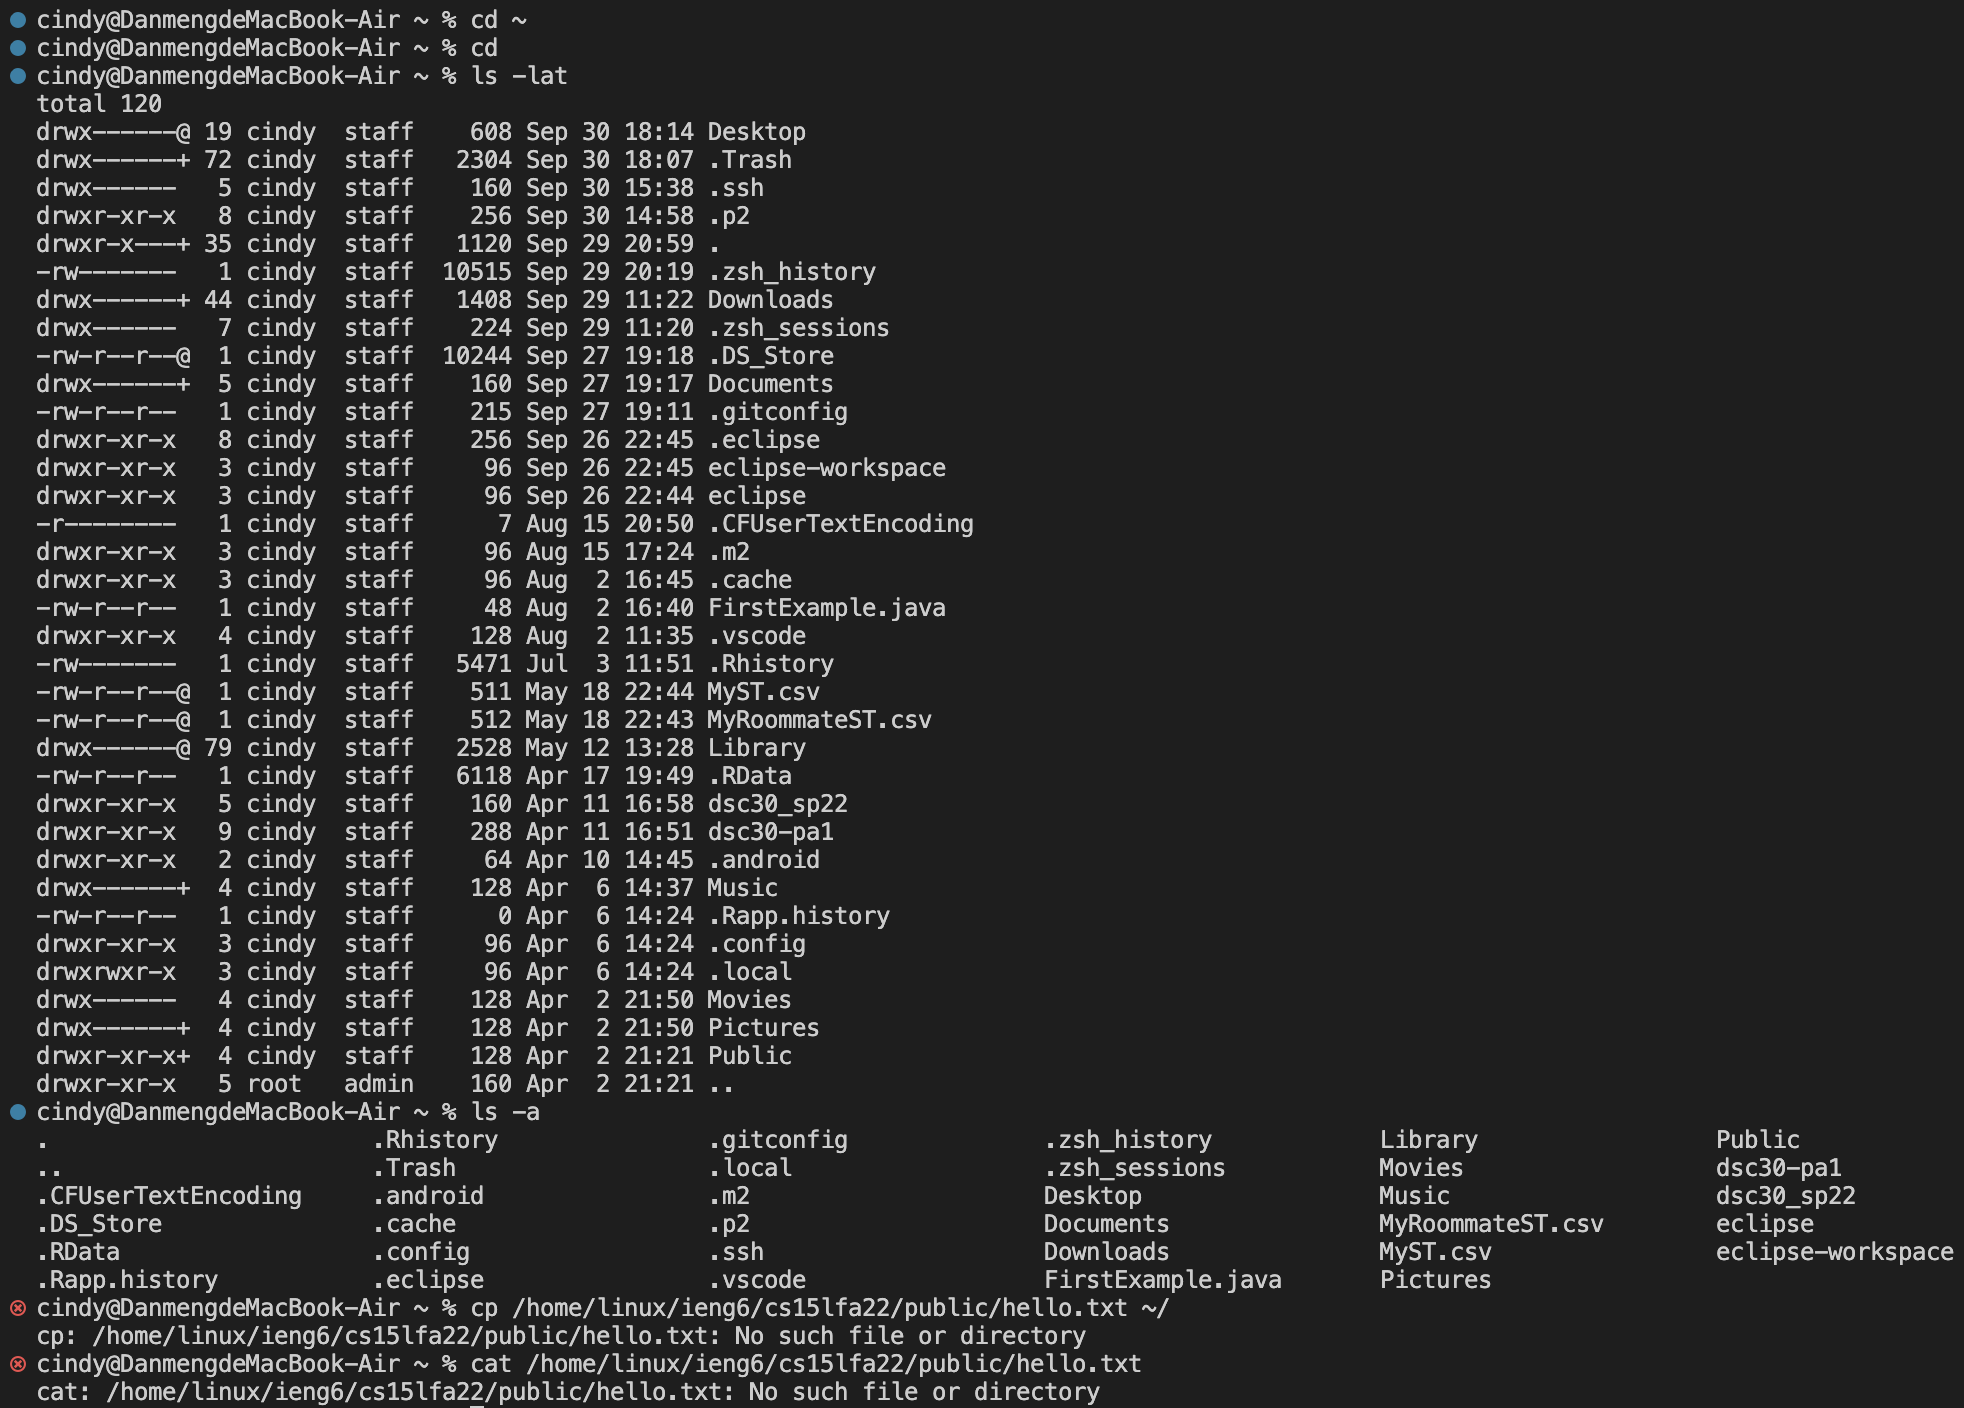 cindy@DanmengdeMacBook-Air ~ % cd ~
cindy@DanmengdeMacBook-Air ~ % cd
cindy@DanmengdeMacBook-Air ~ % ls -lat
total 120
drwx------@ 19 cindy  staff    608 Sep 30 18:14 Desktop
drwx------+ 72 cindy  staff   2304 Sep 30 18:07 .Trash
drwx------   5 cindy  staff    160 Sep 30 15:38 .ssh
drwxr-xr-x   8 cindy  staff    256 Sep 30 14:58 .p2
drwxr-x---+ 35 cindy  staff   1120 Sep 29 20:59 .
-rw-------   1 cindy  staff  10515 Sep 29 20:19 .zsh_history
drwx------+ 44 cindy  staff   1408 Sep 29 11:22 Downloads
drwx------   7 cindy  staff    224 Sep 29 11:20 .zsh_sessions
-rw-r--r--@  1 cindy  staff  10244 Sep 27 19:18 .DS_Store
drwx------+  5 cindy  staff    160 Sep 27 19:17 Documents
-rw-r--r--   1 cindy  staff    215 Sep 27 19:11 .gitconfig
drwxr-xr-x   8 cindy  staff    256 Sep 26 22:45 .eclipse
drwxr-xr-x   3 cindy  staff     96 Sep 26 22:45 eclipse-workspace
drwxr-xr-x   3 cindy  staff     96 Sep 26 22:44 eclipse
-r--------   1 cindy  staff      7 Aug 15 20:50 .CFUserTextEncoding
drwxr-xr-x   3 cindy  staff     96 Aug 15 17:24 .m2
drwxr-xr-x   3 cindy  staff     96 Aug  2 16:45 .cache
-rw-r--r--   1 cindy  staff     48 Aug  2 16:40 FirstExample.java
drwxr-xr-x   4 cindy  staff    128 Aug  2 11:35 .vscode
-rw-------   1 cindy  staff   5471 Jul  3 11:51 .Rhistory
-rw-r--r--@  1 cindy  staff    511 May 18 22:44 MyST.csv
-rw-r--r--@  1 cindy  staff    512 May 18 22:43 MyRoommateST.csv
drwx------@ 79 cindy  staff   2528 May 12 13:28 Library
-rw-r--r--   1 cindy  staff   6118 Apr 17 19:49 .RData
drwxr-xr-x   5 cindy  staff    160 Apr 11 16:58 dsc30_sp22
drwxr-xr-x   9 cindy  staff    288 Apr 11 16:51 dsc30-pa1
drwxr-xr-x   2 cindy  staff     64 Apr 10 14:45 .android
drwx------+  4 cindy  staff    128 Apr  6 14:37 Music
-rw-r--r--   1 cindy  staff      0 Apr  6 14:24 .Rapp.history
drwxr-xr-x   3 cindy  staff     96 Apr  6 14:24 .config
drwxrwxr-x   3 cindy  staff     96 Apr  6 14:24 .local
drwx------   4 cindy  staff    128 Apr  2 21:50 Movies
drwx------+  4 cindy  staff    128 Apr  2 21:50 Pictures
drwxr-xr-x+  4 cindy  staff    128 Apr  2 21:21 Public
drwxr-xr-x   5 root   admin    160 Apr  2 21:21 ..
cindy@DanmengdeMacBook-Air ~ % ls -a
.                       .Rhistory               .gitconfig              .zsh_history            Library                 Public
..                      .Trash                  .local                  .zsh_sessions           Movies                  dsc30-pa1
.CFUserTextEncoding     .android                .m2                     Desktop                 Music                   dsc30_sp22
.DS_Store               .cache                  .p2                     Documents               MyRoommateST.csv        eclipse
.RData                  .config                 .ssh                    Downloads               MyST.csv                eclipse-workspace
.Rapp.history           .eclipse                .vscode                 FirstExample.java       Pictures
cindy@DanmengdeMacBook-Air ~ % cp /home/linux/ieng6/cs15lfa22/public/hello.txt ~/
cp: /home/linux/ieng6/cs15lfa22/public/hello.txt: No such file or directory
cindy@DanmengdeMacBook-Air ~ % cat /home/linux/ieng6/cs15lfa22/public/hello.txt
cat: /home/linux/ieng6/cs15lfa22/public/hello.txt: No such file or directory